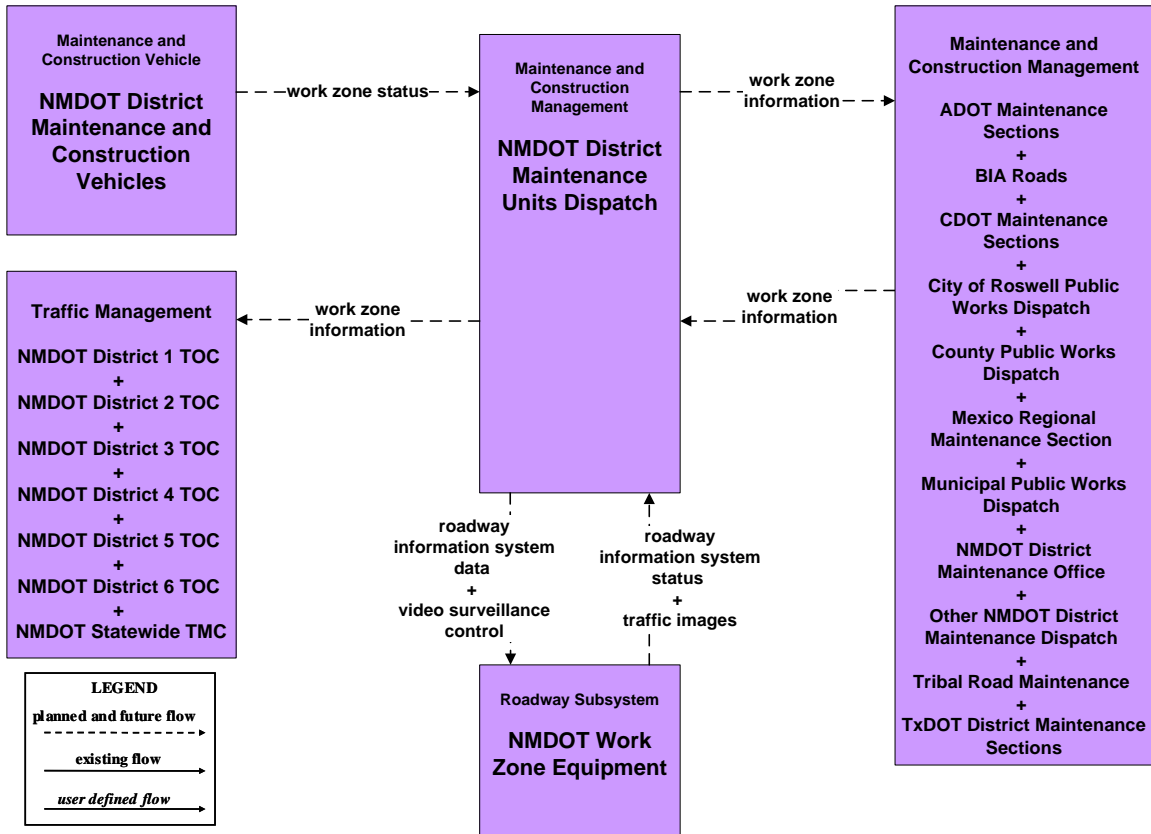 Maintenance and
Construction Vehicle
NMDOT District
Maintenance and
Construction
Vehicles
work zone status
Maintenance and
Construction
Management
NMDOT District
Maintenance
Units Dispatch
work zone
information
Maintenance and
Construction Management
ADOT Maintenance
Sections
+
BIA Roads
+
CDOT Maintenance
Sections
+
City of Roswell Public
Works Dispatch
+
County Public Works
Dispatch
+
Mexico Regional
Maintenance Section
+
Municipal Public Works
Dispatch
+
NMDOT District
Maintenance Office
+
Other NMDOT District
Maintenance Dispatch
+
Tribal Road Maintenance
+
TxDOT District Maintenance
Sections
Traffic Management
NMDOT District 1 TOC
+
NMDOT District 2 TOC
+
NMDOT District 3 TOC
+
NMDOT District 4 TOC
+
NMDOT District 5 TOC
+
NMDOT District 6 TOC
+
NMDOT Statewide TMC
work zone
information
work zone
information
roadway
information system
data
+
video surveillance
control
roadway
information system
status
+
traffic images
Roadway Subsystem
NMDOT Work
Zone Equipment
LEGEND
planned and future flow
existing flow
user defined flow